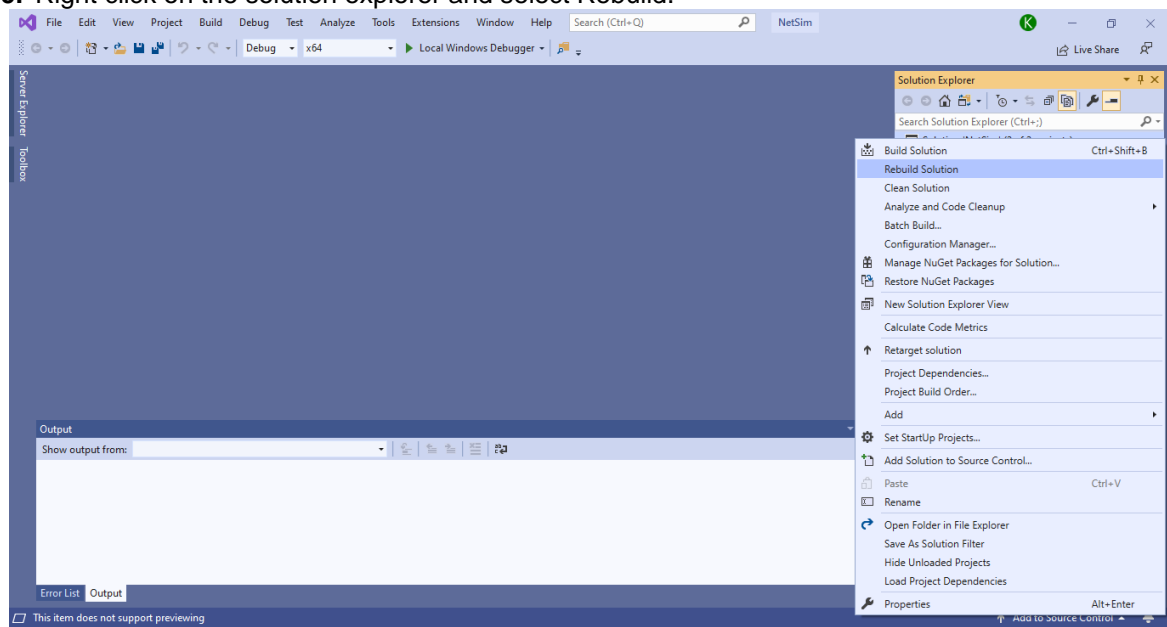 Right click on the solution explorer and select Rebuild.
File Edit View Project Build Debug Test Analyze Tools Extensions Window Help Search (Ctrl+Q) NetSim K
Debug x64 Local Windows Debugger Live Share
Server Explorer
Toolbox
Solution Explorer
Search Solution Explorer (Ctrl+;)
Build Solution Ctrl+Shift+B
Rebuild Solution
Clean Solution
Analyze and Code Cleanup
Batch Build...
Configuration Manager...
Manage NuGet Packages for Solution...
Restore NuGet Packages
New Solution Explorer View
Calculate Code Metrics
Retarget solution
Project Dependencies...
Project Build Order...
Add
Set StartUp Projects...
Add Solution to Source Control...
Paste Ctrl+V
Rename
Open Folder in File Explorer
Save As Solution Filter
Hide Unloaded Projects
Load Project Dependencies
Properties Alt+Enter
Output
Show output from:
Error List Output
This item does not support previewing
Add to Source Control